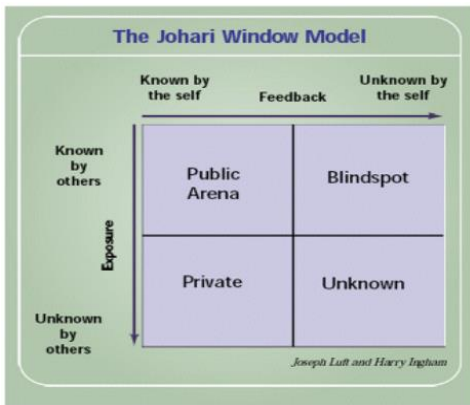 The Johari Window Model
Known by
the self
Feedback
Unknown by
the self
Known
by
others
Public
Arena
Blindspot
Exposure
Private
Unknown
Unknown
by
others
Joseph Luft and Harry Ingham